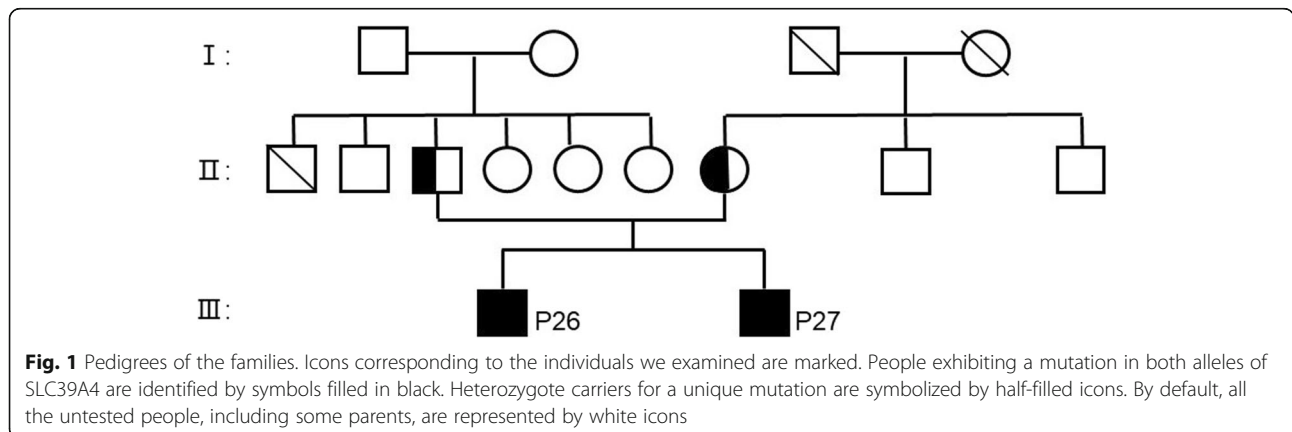 I :
II :
III :
P26
P27
Fig. 1 Pedigrees of the families. Icons corresponding to the individuals we examined are marked. People exhibiting a mutation in both alleles of
SLC39A4 are identified by symbols filled in black. Heterozygote carriers for a unique mutation are symbolized by half-filled icons. By default, all
the untested people, including some parents, are represented by white icons